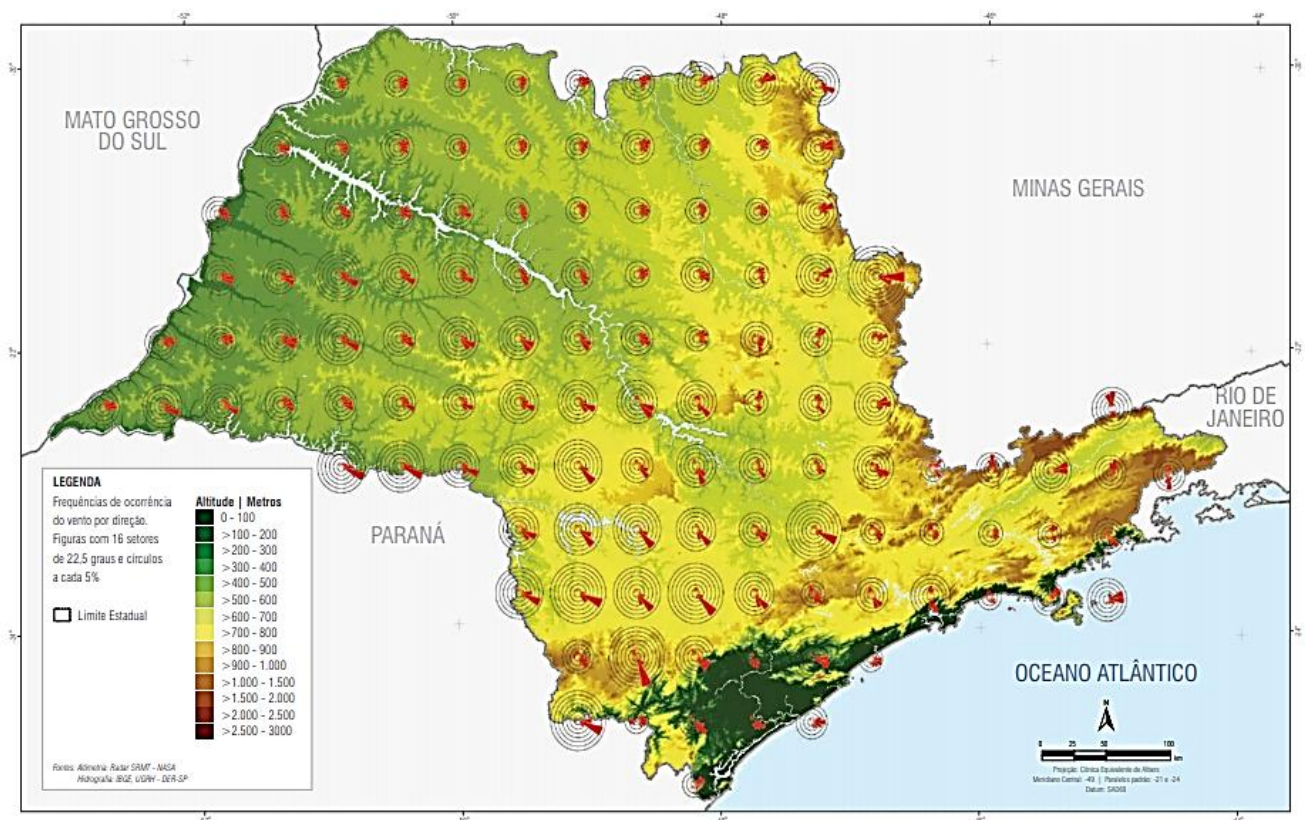 MATO GROSSO
DO SUL
MINAS GERAIS
RIO DE
JANEIRO
PARANÁ
LEGENDA
Frequências de ocorrência
do vento por direção.
Figuras com 16 setores
de 22,5 graus e círculos
a cada 5%
Limite Estadual
Altitude | Metros
0 - 100
>100 - 200
>200 - 300
>300 - 400
>400 - 500
>500 - 600
>600 - 700
>700 - 800
>800 - 900
>900 - 1.000
>1.000 - 1.500
>1.500 - 2.000
>2.000 - 2.500
>2.500 - 3000
Fontes: Altimetria: Radar SRMT - NASA
Hidrografia: IBGE, UGRH - DER-SP
OCEANO ATLÂNTICO
N
0 25 50 100
km
Projeção: Cônica Equivalente de Albers
Meridiano Central: -49 | Paralelos padrão: -21 e -24
Datum: SAD69